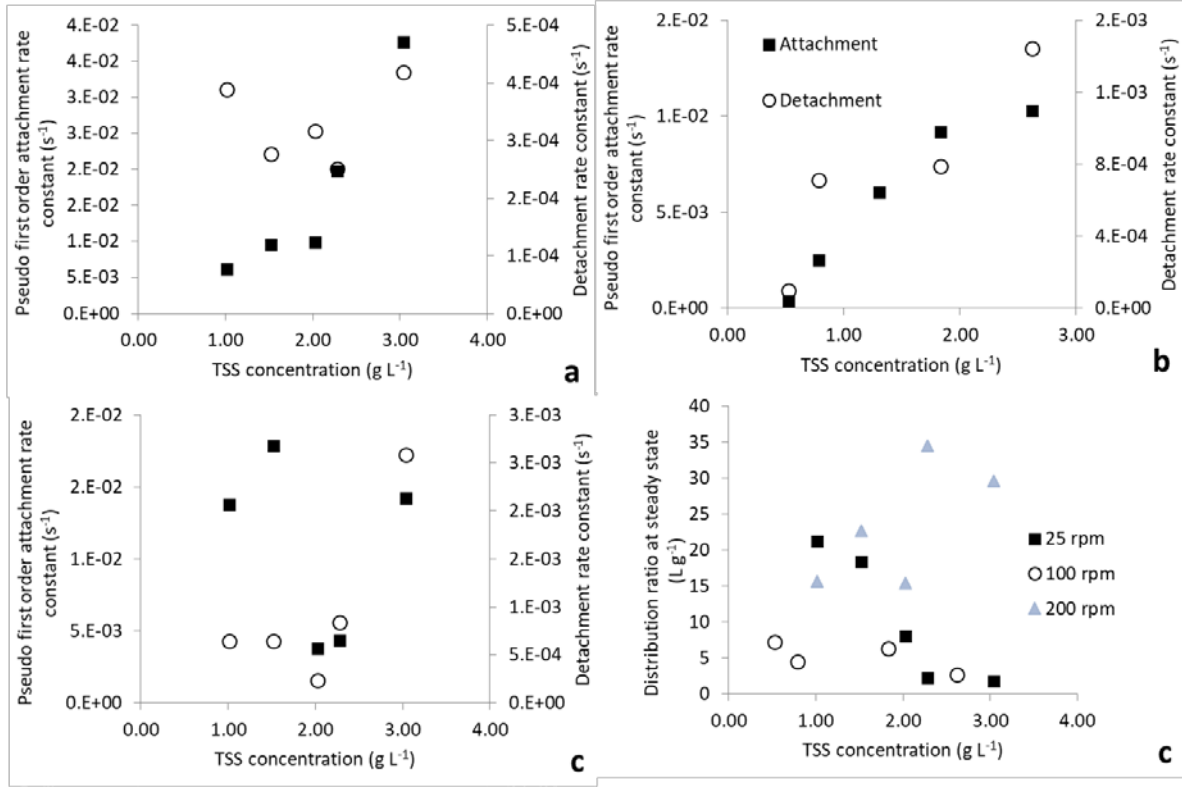 4.E-02
4.E-02
3.E-02
3.E-02
2.E-02
2.E-02
1.E-02
5.E-03
0.E+00
5.E-04
4.E-04
3.E-04
2.E-04
1.E-04
0.E+00
0.00 1.00 2.00 3.00 4.00
Pseudo first order attachment rate
constant (s-1)
Detachment rate constant (s-1)
TSS concentration (g L-1)
a
2.E-02
1.E-02
5.E-03
0.E+00
2.E-03
1.E-03
8.E-04
4.E-04
0.E+00
0.00 1.00 2.00 3.00
Attachment
Detachment
Pseudo first order attachment rate
constant (s-1)
Detachment rate constant (s-1)
TSS concentration (g L-1)
b
2.E-02
2.E-02
1.E-02
5.E-03
0.E+00
3.E-03
3.E-03
2.E-03
2.E-03
1.E-03
5.E-04
0.E+00
0.00 1.00 2.00 3.00 4.00
Pseudo first order attachment rate
constant (s-1)
Detachment rate constant (s-1)
TSS concentration (g L-1)
c
40
35
30
25
20
15
10
5
0
0.00 1.00 2.00 3.00 4.00
25 rpm
100 rpm
200 rpm
Distribution ratio at steady state
(L g-1)
TSS concentration (g L-1)
c